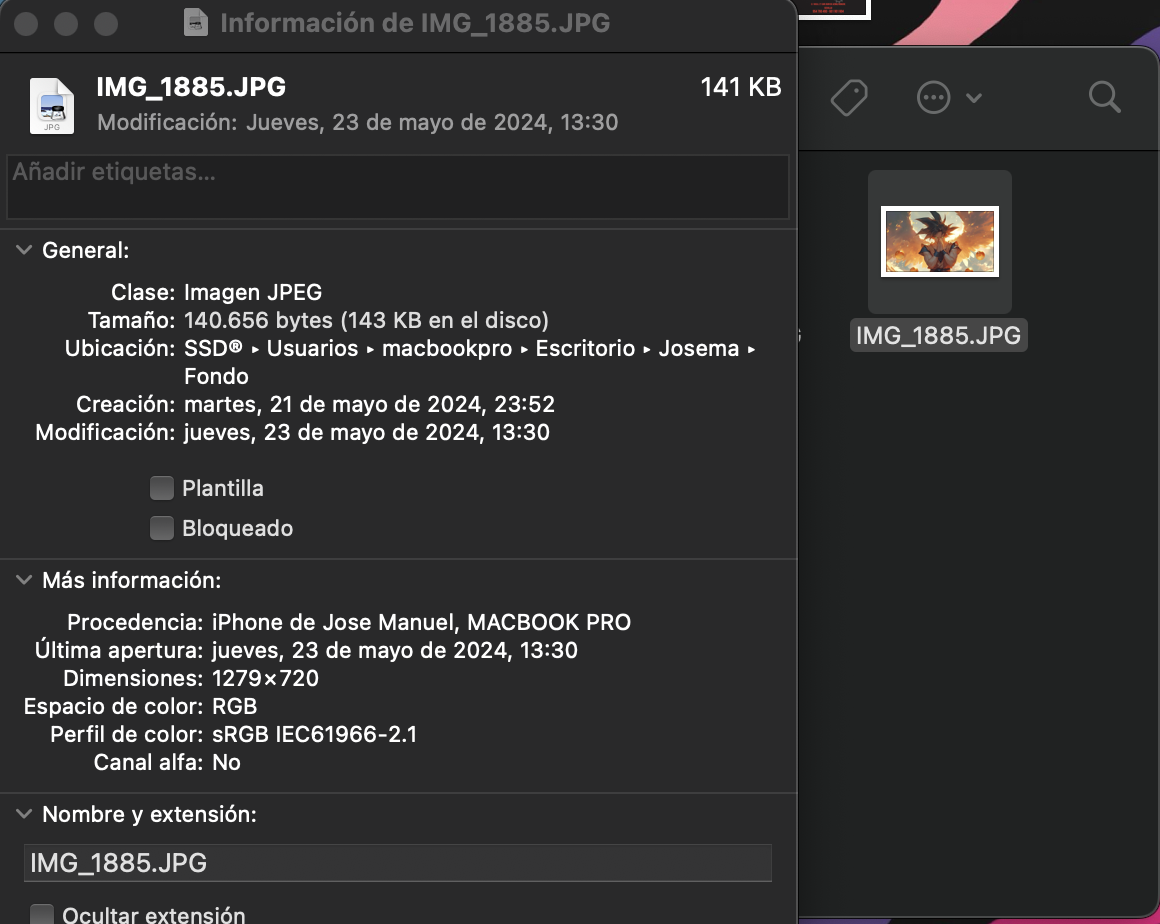 Información de IMG_1885.JPG
IMG_1885.JPG
141 KB
Modificación: Jueves, 23 de mayo de 2024, 13:30
Añadir etiquetas...
General:
Clase: Imagen JPEG
Tamaño: 140.656 bytes (143 KB en el disco)
Ubicación: SSD® ▸ Usuarios ▸ macbookpro ▸ Escritorio ▸ Josema ▸
Fondo
Creación: martes, 21 de mayo de 2024, 23:52
Modificación: jueves, 23 de mayo de 2024, 13:30
Plantilla
Bloqueado
Más información:
Procedencia: iPhone de Jose Manuel, MACBOOK PRO
Última apertura: jueves, 23 de mayo de 2024, 13:30
Dimensiones: 1279×720
Espacio de color: RGB
Perfil de color: sRGB IEC61966-2.1
Canal alfa: No
Nombre y extensión:
IMG_1885.JPG
Ocultar extensión
JPG
IMG_1885.JPG